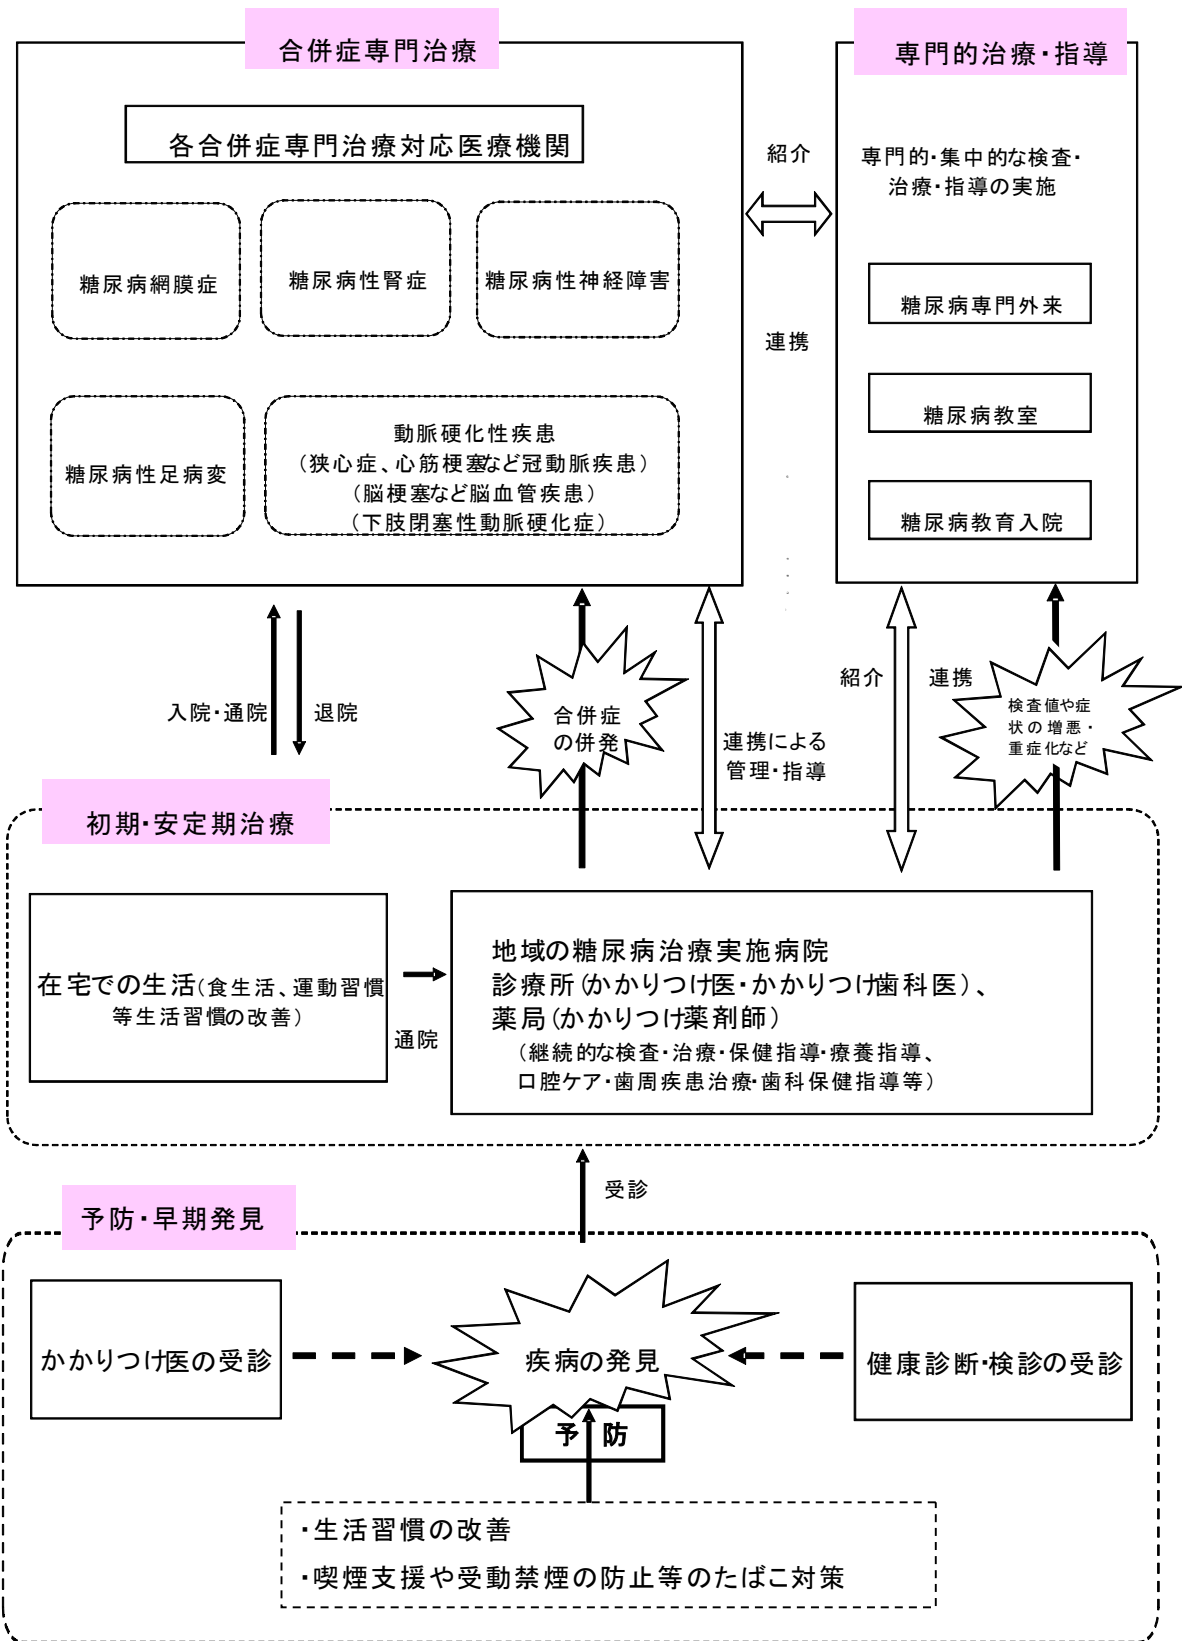 合併症専門治療
専門的治療・指導
各合併症専門治療対応医療機関
紹介
専門的・集中的な検査・
治療・指導の実施
糖尿病網膜症
糖尿病性腎症
糖尿病性神経障害
糖尿病専門外来
連携
糖尿病教室
糖尿病性足病変
動脈硬化性疾患
（狭心症、心筋梗塞など冠動脈疾患）
（脳梗塞など脳血管疾患）
（下肢閉塞性動脈硬化症）
糖尿病教育入院
入院・通院
退院
合併症
の併発
連携による
管理・指導
紹介
連携
検査値や症
状の増悪・
重症化など
初期・安定期治療
在宅での生活（食生活、運動習慣
等生活習慣の改善）
通院
地域の糖尿病治療実施病院
診療所（かかりつけ医・かかりつけ歯科医）、
薬局（かかりつけ薬剤師）
（継続的な検査・治療・保健指導・療養指導、
口腔ケア・歯周疾患治療・歯科保健指導等）
受診
予防・早期発見
かかりつけ医の受診
疾病の発見
健康診断・検診の受診
予 防
・生活習慣の改善
・喫煙支援や受動禁煙の防止等のたばこ対策